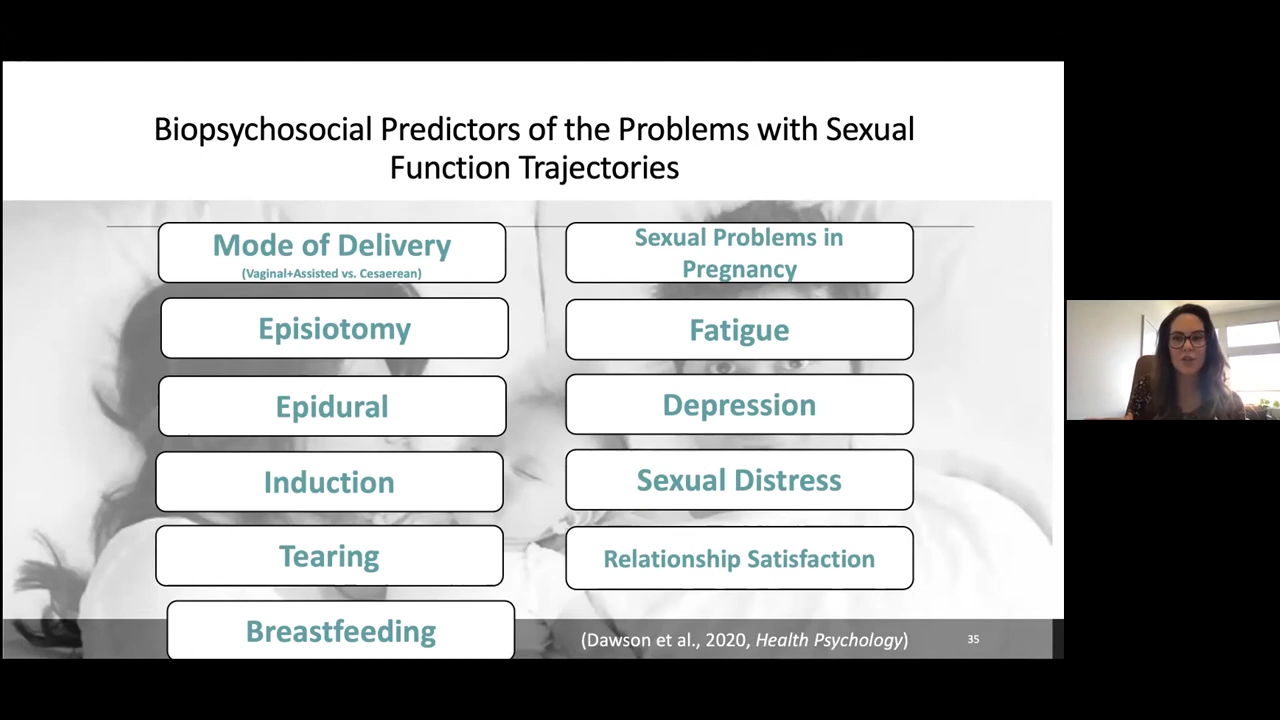 Biopsychosocial Predictors of the Problems with Sexual
Function Trajectories
Mode of Delivery
(Vaginal+Assisted vs. Cesaerean)
Episiotomy
Epidural
Induction
Tearing
Breastfeeding
Sexual Problems in
Pregnancy
Fatigue
Depression
Sexual Distress
Relationship Satisfaction
(Dawson et al., 2020, Health Psychology)
35